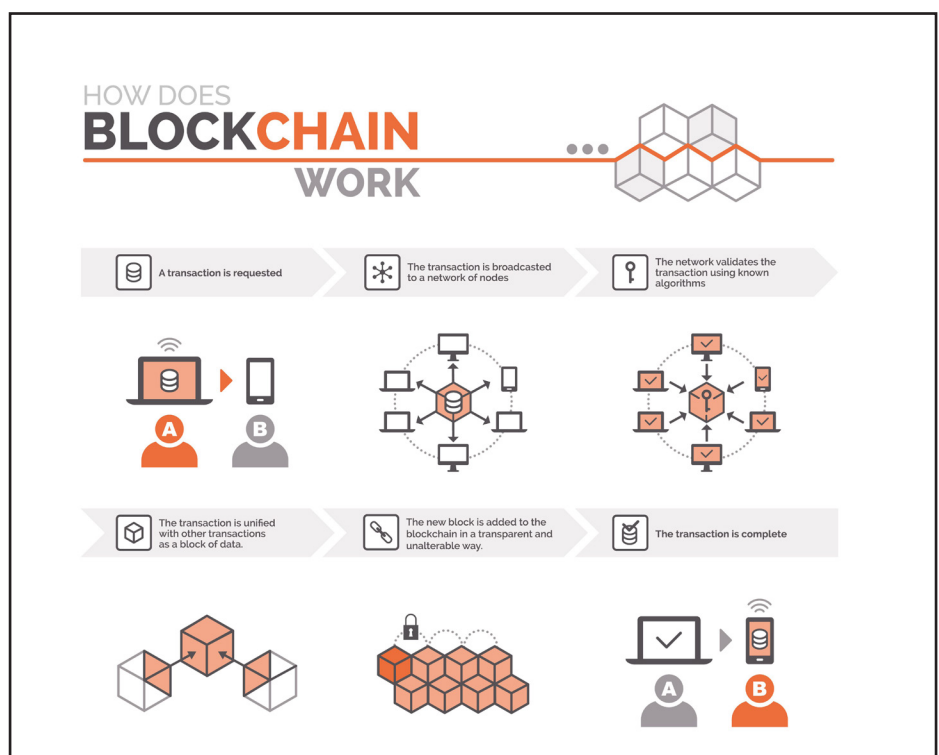 HOW DOES
BLOCKCHAIN
WORK
A transaction is requested
The transaction is broadcasted
to a network of nodes
The network validates the
transaction using known
algorithms
A
B
The transaction is unified
with other transactions
as a block of data.
The new block is added to the
blockchain in a transparent and
unalterable way.
The transaction is complete
A
B